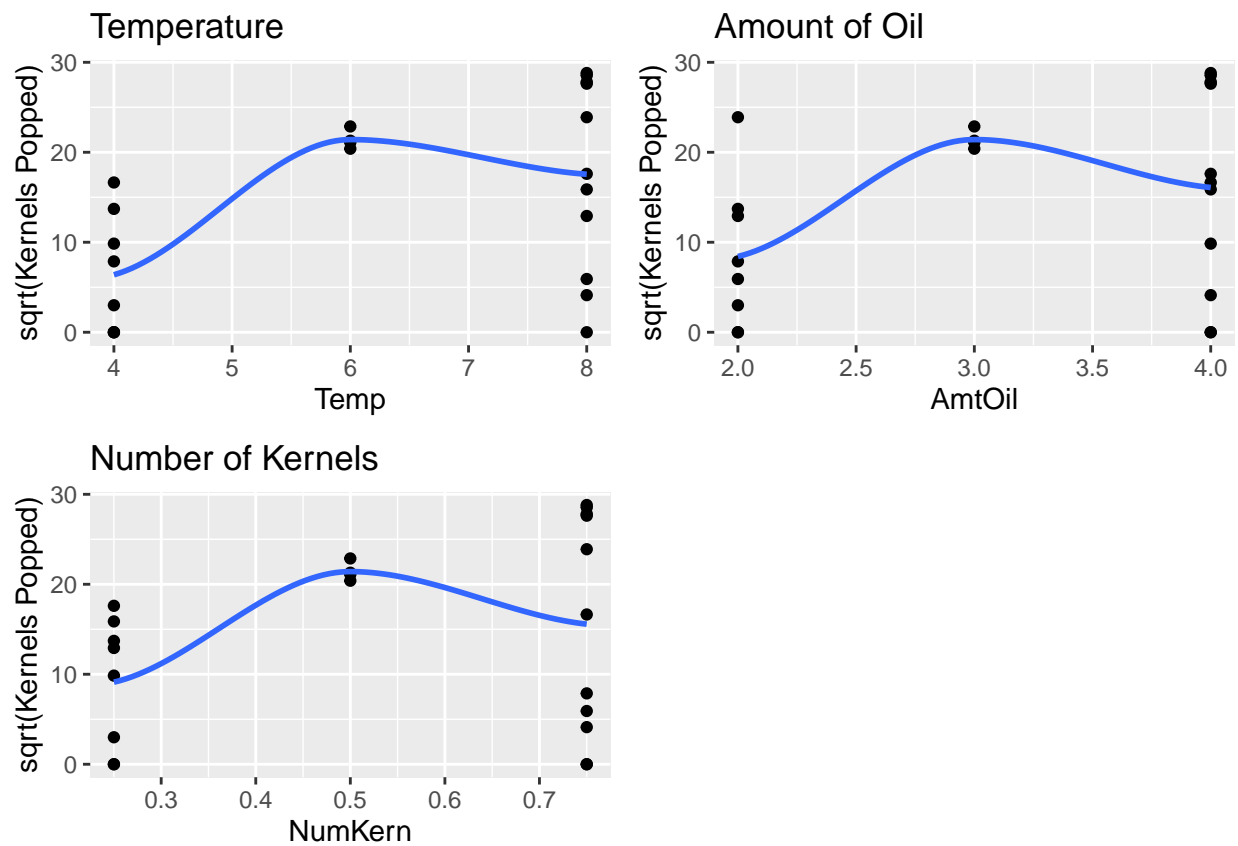 Temperature
sqrt(Kernels Popped)
30
20
10
0
4 5 6 7 8
Temp
Amount of Oil
sqrt(Kernels Popped)
30
20
10
0
2.0 2.5 3.0 3.5 4.0
AmtOil
Number of Kernels
sqrt(Kernels Popped)
30
20
10
0
0.3 0.4 0.5 0.6 0.7
NumKern